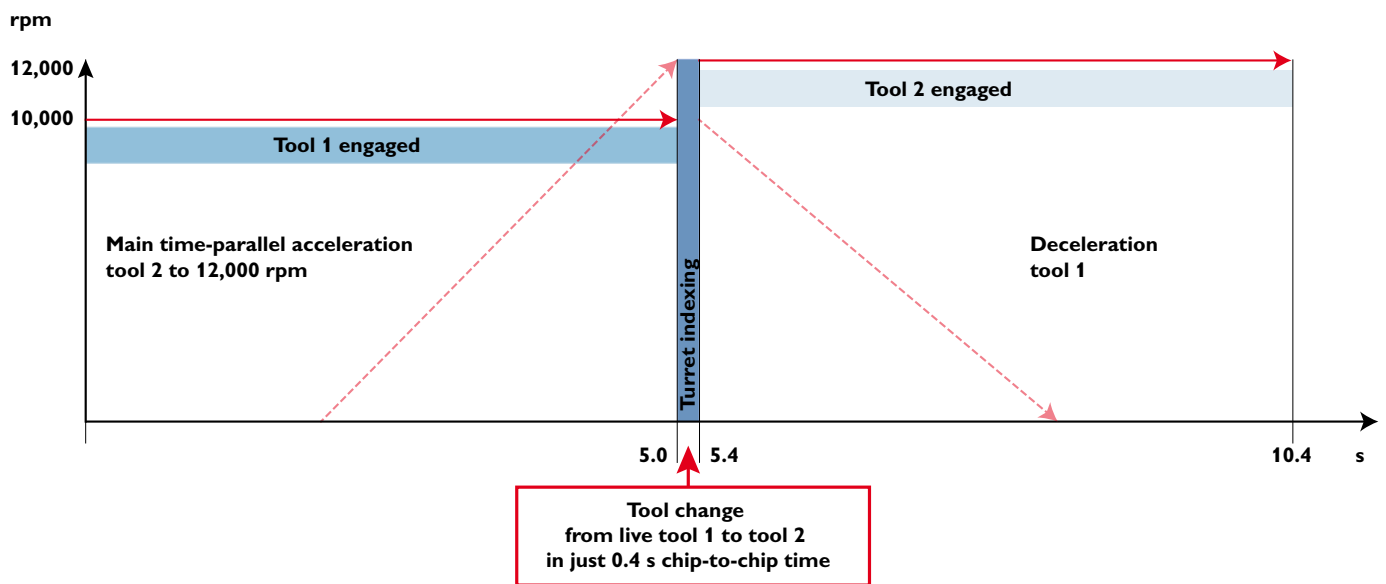 rpm
12,000
10,000
Tool 1 engaged
Tool 2 engaged
Main time-parallel acceleration
tool 2 to 12,000 rpm
Turret indexing
Deceleration
tool 1
5.0
5.4
10.4
s
Tool change
from live tool 1 to tool 2
in just 0.4 s chip-to-chip time